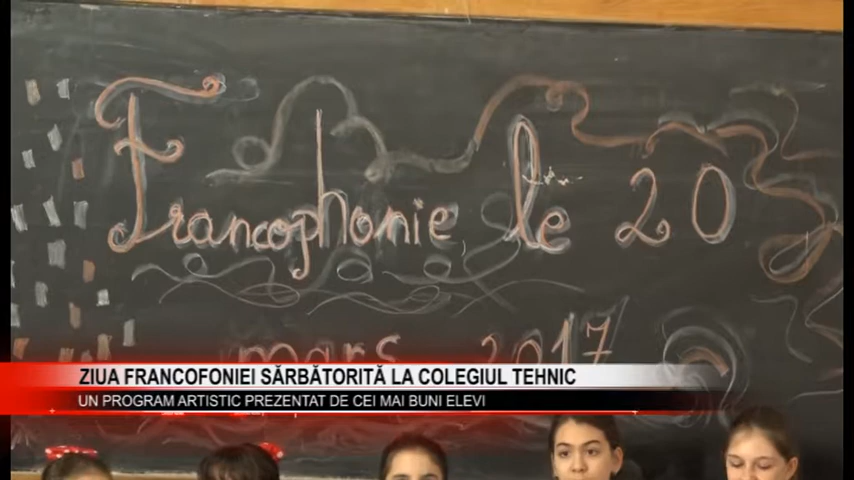 Francophonie le 20
mars 2017
ZIUA FRANCOFONIEI SĂRBĂTORITĂ LA COLEGIUL TEHNIC
UN PROGRAM ARTISTIC PREZENTAT DE CEI MAI BUNI ELEVI